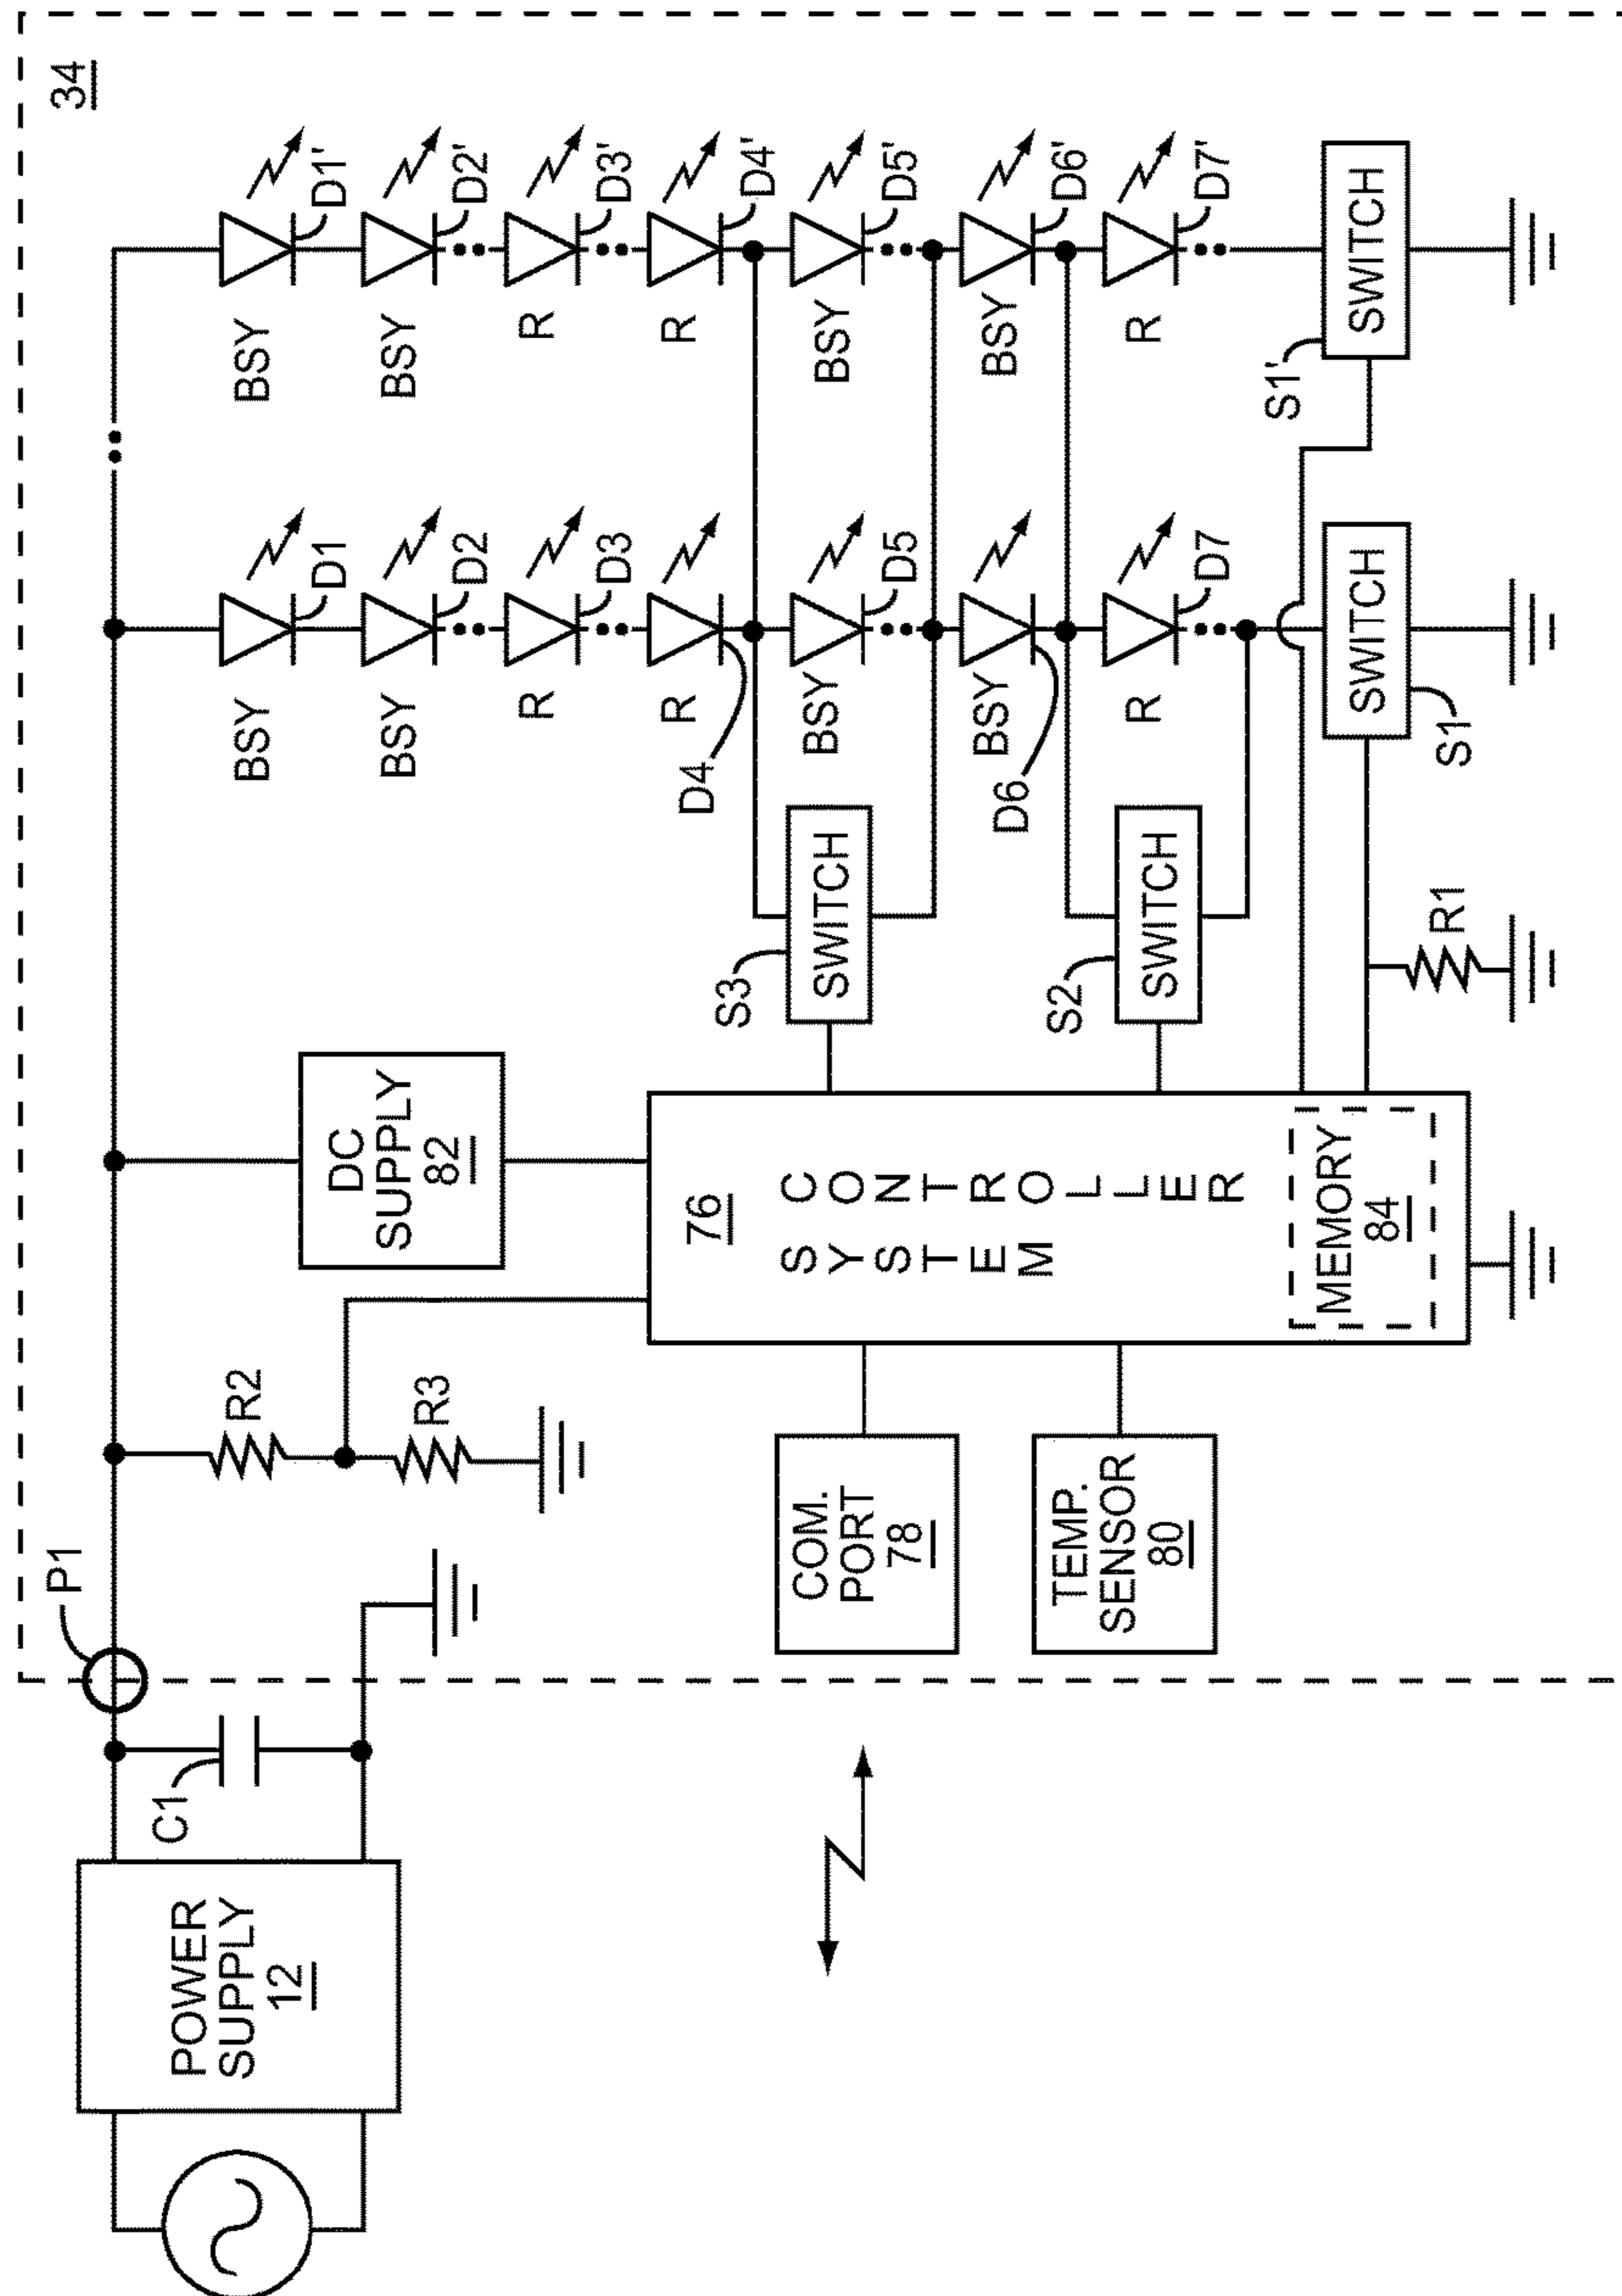 34
P1
C1
POWER
SUPPLY
12
R2
R3
DC
SUPPLY
82
76
SYSTEM
CONTROLLER
MEMORY
84
COM.
PORT
78
TEMP.
SENSOR
80
S3
SWITCH
S2
SWITCH
R1
BSY
D1
BSY
D2
R
D3
R
D4
BSY
D5
BSY
D6
R
D7
SWITCH
S1
BSY
D1'
BSY
D2'
R
D3'
R
D4'
BSY
D5'
BSY
D6'
R
D7'
S1'
SWITCH